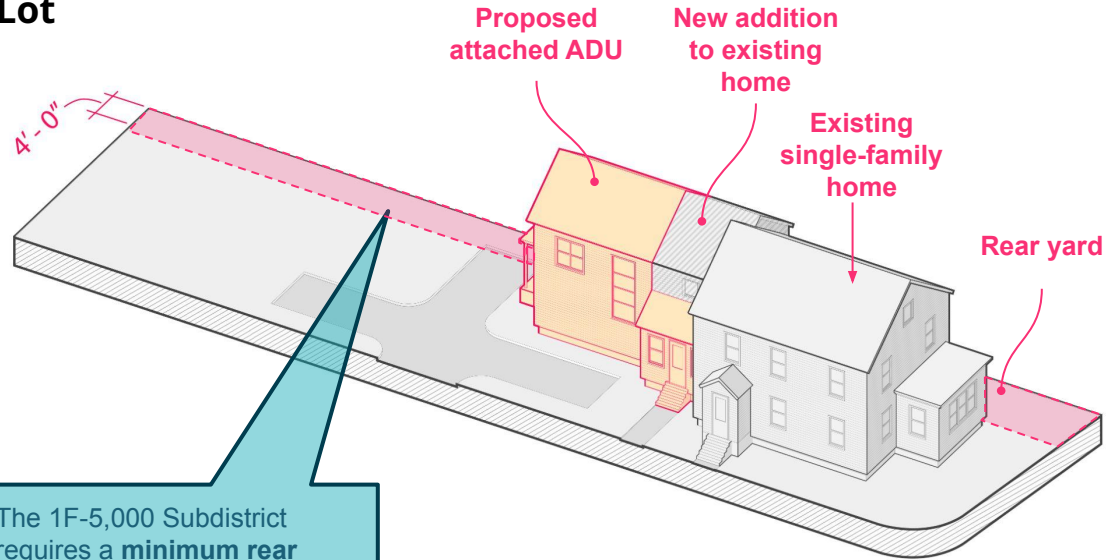 Lot
Proposed
attached ADU
New addition
to existing
home
Existing
single-family
home
Rear yard
4' - 0"
The 1F-5,000 Subdistrict
requires a minimum rear